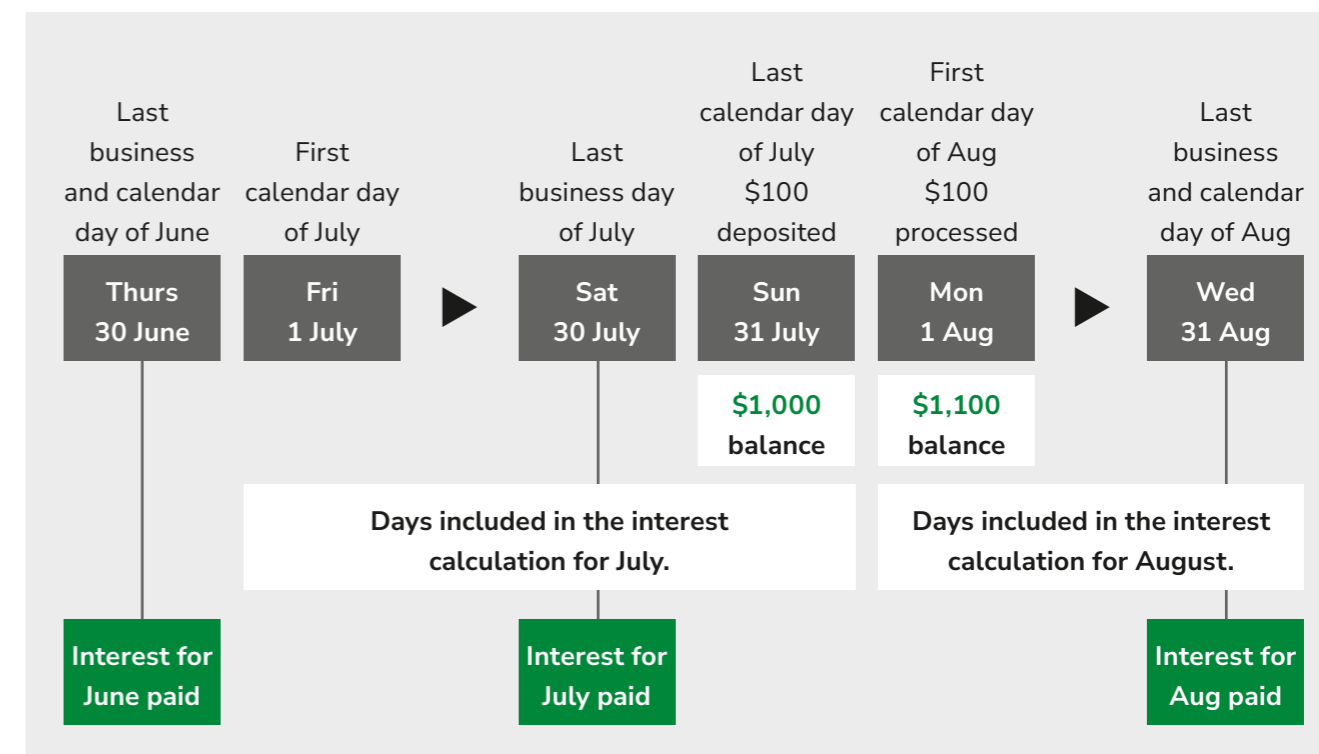 Last
business
and calendar
day of June
First
calendar day
of July
Last
business day
of July
Last
calendar day
of July
$100
deposited
First
calendar day
of Aug
$100
processed
Last
business
and calendar
day of Aug
Thurs
30 June
Fri
1 July
Sat
30 July
Sun
31 July
Mon
1 Aug
Wed
31 Aug
$1,000
balance
$1,100
balance
Days included in the interest
calculation for July.
Days included in the interest
calculation for August.
Interest for
June paid
Interest for
July paid
Interest for
Aug paid